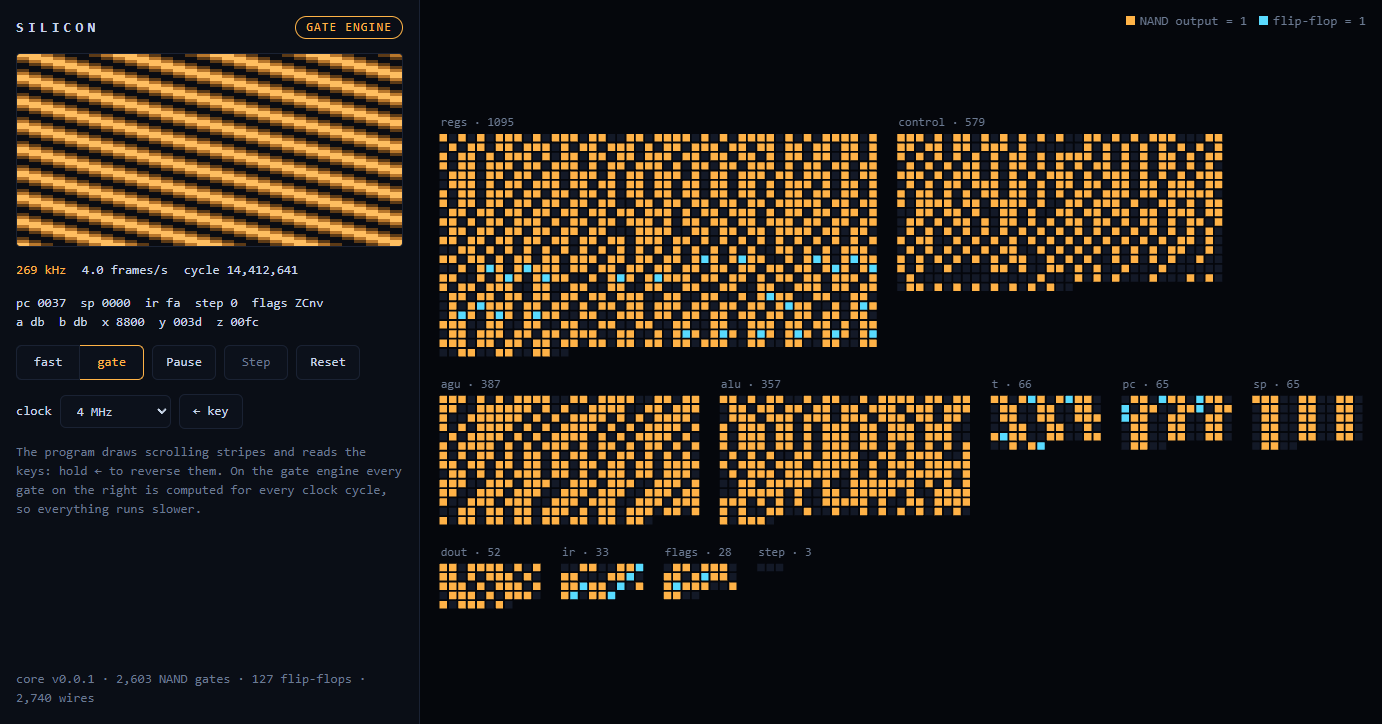 SILICON
GATE ENGINE
269 kHz 4.0 frames/s cycle 14,412,641
pc 0037 sp 0000 ir fa step 0 flags ZCnv
a db b db x 8800 y 003d z 00fc
fast gate Pause Step Reset
clock 4 MHz ← key
The program draws scrolling stripes and reads the
keys: hold ← to reverse them. On the gate engine every
gate on the right is computed for every clock cycle,
so everything runs slower.
core v0.0.1 · 2,603 NAND gates · 127 flip-flops ·
2,740 wires
NAND output = 1 flip-flop = 1
regs · 1095 control · 579
agu · 387 alu · 357 t · 66 pc · 65 sp · 65
dout · 52 ir · 33 flags · 28 step · 3